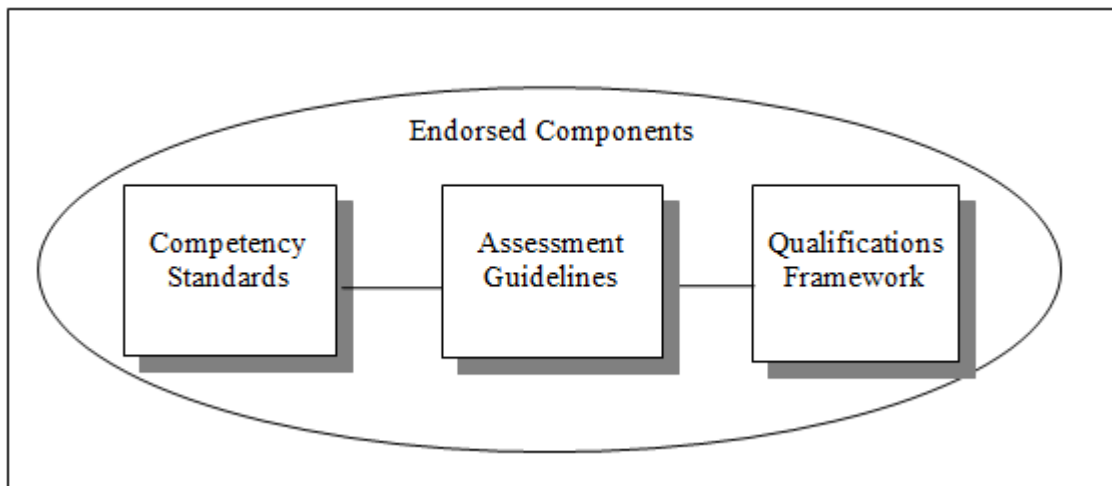 Endorsed Components
Competency
Standards
Assessment
Guidelines
Qualifications
Framework